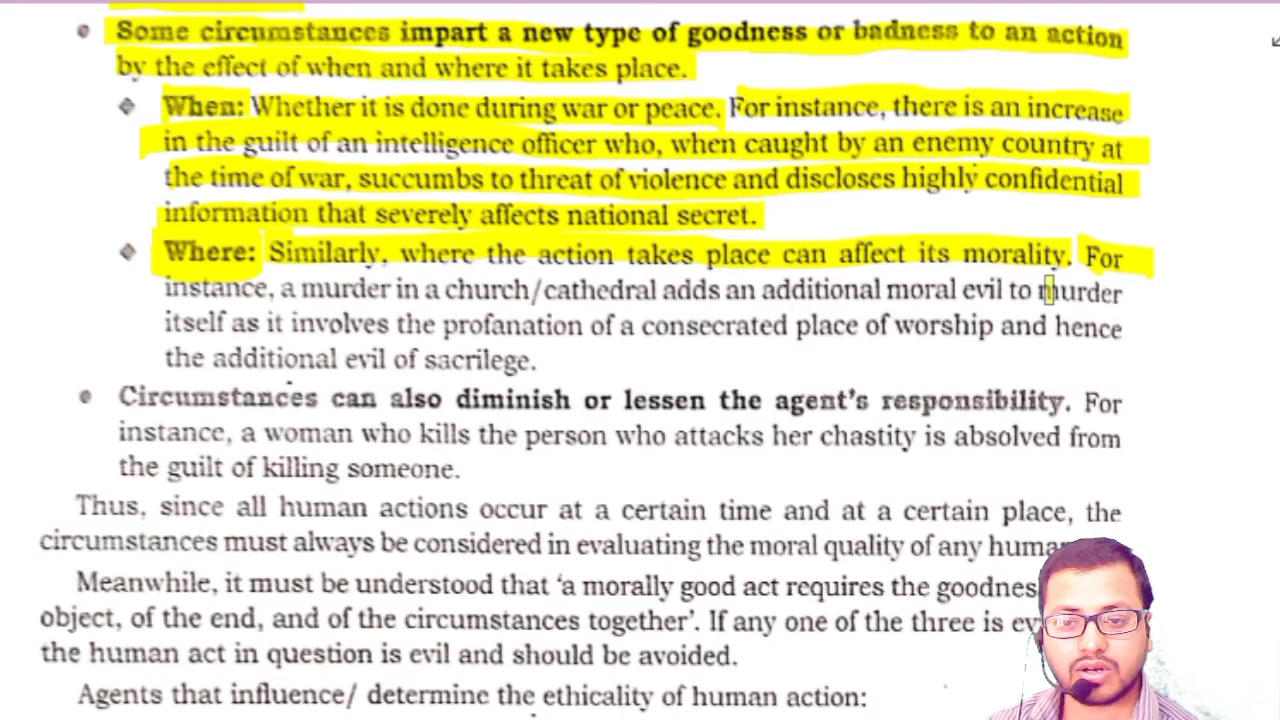 Some circumstances impart a new type of goodness or badness to an action
by the effect of when and where it takes place.
When: Whether it is done during war or peace. For instance, there is an increase
in the guilt of an intelligence officer who, when caught by an enemy country at
the time of war, succumbs to threat of violence and discloses highly confidential
information that severely affects national secret.
Where: Similarly, where the action takes place can affect its morality. For
instance, a murder in a church/cathedral adds an additional moral evil to murder
itself as it involves the profanation of a consecrated place of worship and hence
the additional evil of sacrilege.
Circumstances can also diminish or lessen the agent's responsibility. For
instance, a woman who kills the person who attacks her chastity is absolved from
the guilt of killing someone.
Thus, since all human actions occur at a certain time and at a certain place, the
circumstances must always be considered in evaluating the moral quality of any
Meanwhile, it must be understood that 'a morally good act requires the goodness
object, of the end, and of the circumstances together'. If any one of the three is
the human act in question is evil and should be avoided.
Agents that influence/ determine the ethicality of human action: